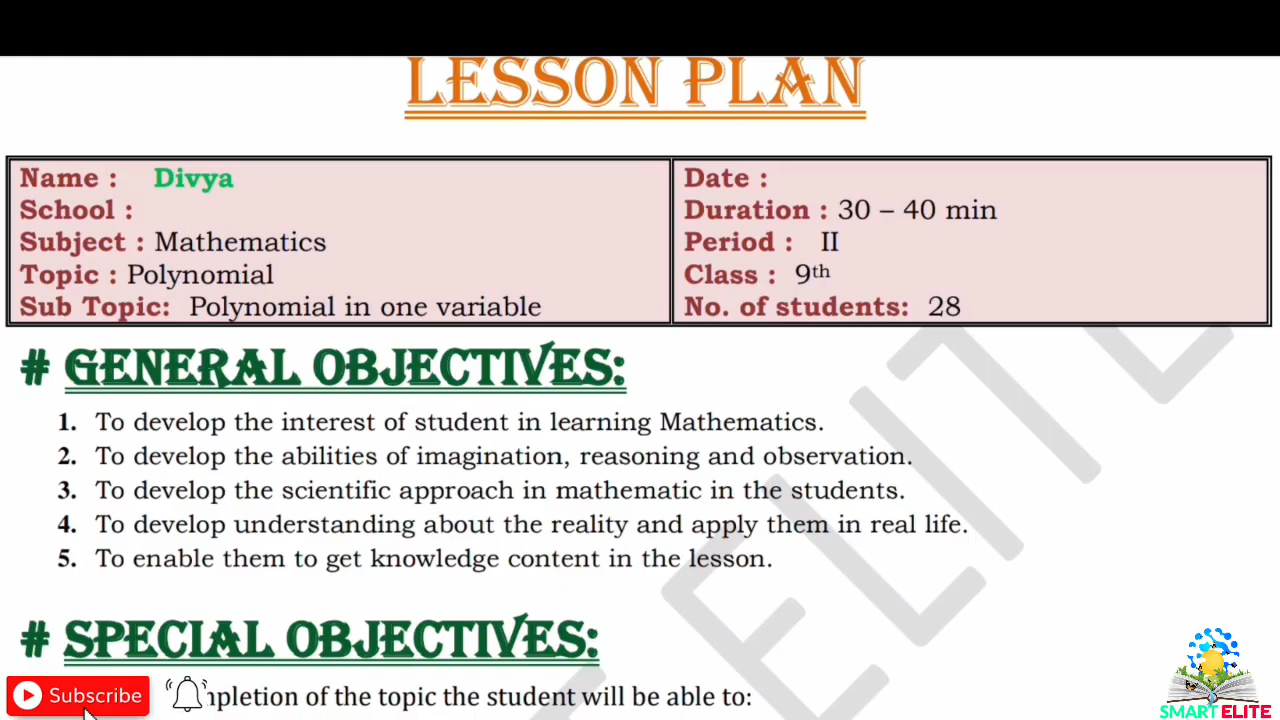 LESSON PLAN
Name : Divya
School :
Subject : Mathematics
Topic : Polynomial
Sub Topic: Polynomial in one variable
Date :
Duration : 30 – 40 min
Period : II
Class : 9th
No. of students: 28
# GENERAL OBJECTIVES:
1. To develop the interest of student in learning Mathematics.
2. To develop the abilities of imagination, reasoning and observation.
3. To develop the scientific approach in mathematic in the students.
4. To develop understanding about the reality and apply them in real life.
5. To enable them to get knowledge content in the lesson.
# SPECIAL OBJECTIVES:
of the topic the student will be able to:
Subscribe
SMART ELITE
ELITE